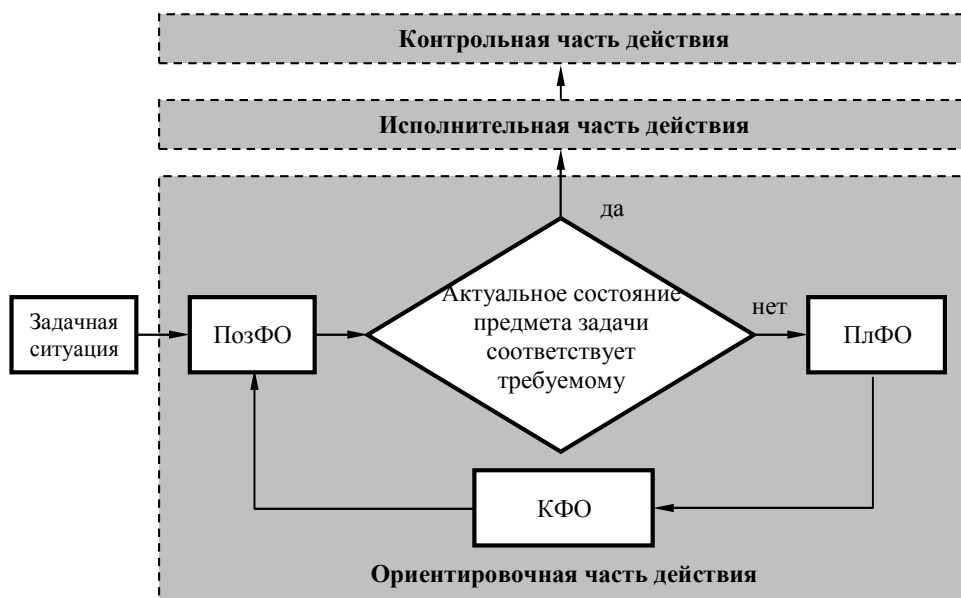 Контрольная часть действия
Исполнительная часть действия
да
Задачная
ситуация
ПозФО
Актуальное состояние
предмета задачи
соответствует
требуемому
нет
ПлФО
КФО
Ориентировочная часть действия